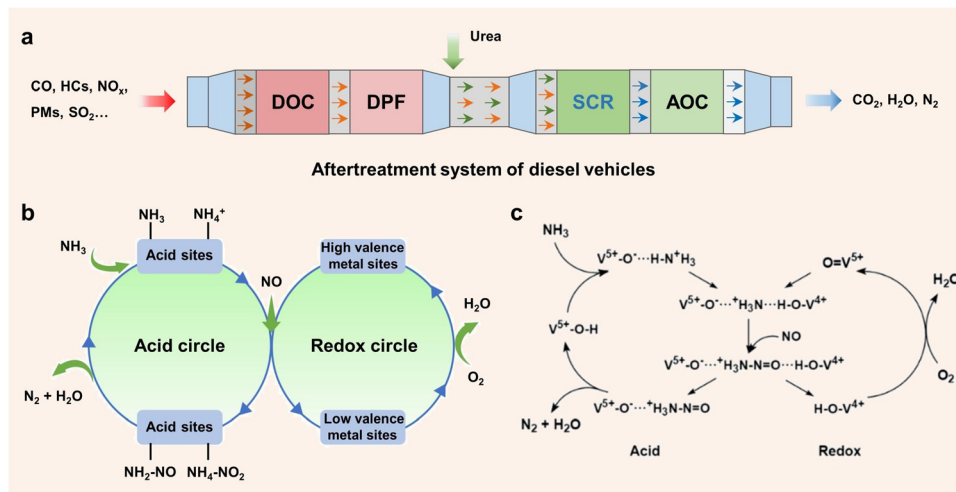 a
Urea
CO, HCs, NOₓ,
PMs, SO₂...
DOC
DPF
SCR
AOC
CO₂, H₂O, N₂
Aftertreatment system of diesel vehicles
b
NH₃
NH₄⁺
NH₃
Acid sites
High valence
metal sites
NO
H₂O
Acid circle
Redox circle
O₂
N₂ + H₂O
Acid sites
Low valence
metal sites
NH₂-NO
NH₄-NO₂
c
NH₃
V⁵⁺-O⁻···H-N⁺H₃
O=V⁵⁺
H₂O
V⁵⁺-O⁻····⁺H₃N···H-O-V⁴⁺
V⁵⁺-O-H
NO
V⁵⁺-O⁻····⁺H₃N-N=O···H-O-V⁴⁺
O₂
V⁵⁺-O⁻···⁺H₃N-N=O
H-O-V⁴⁺
N₂ + H₂O
Acid
Redox